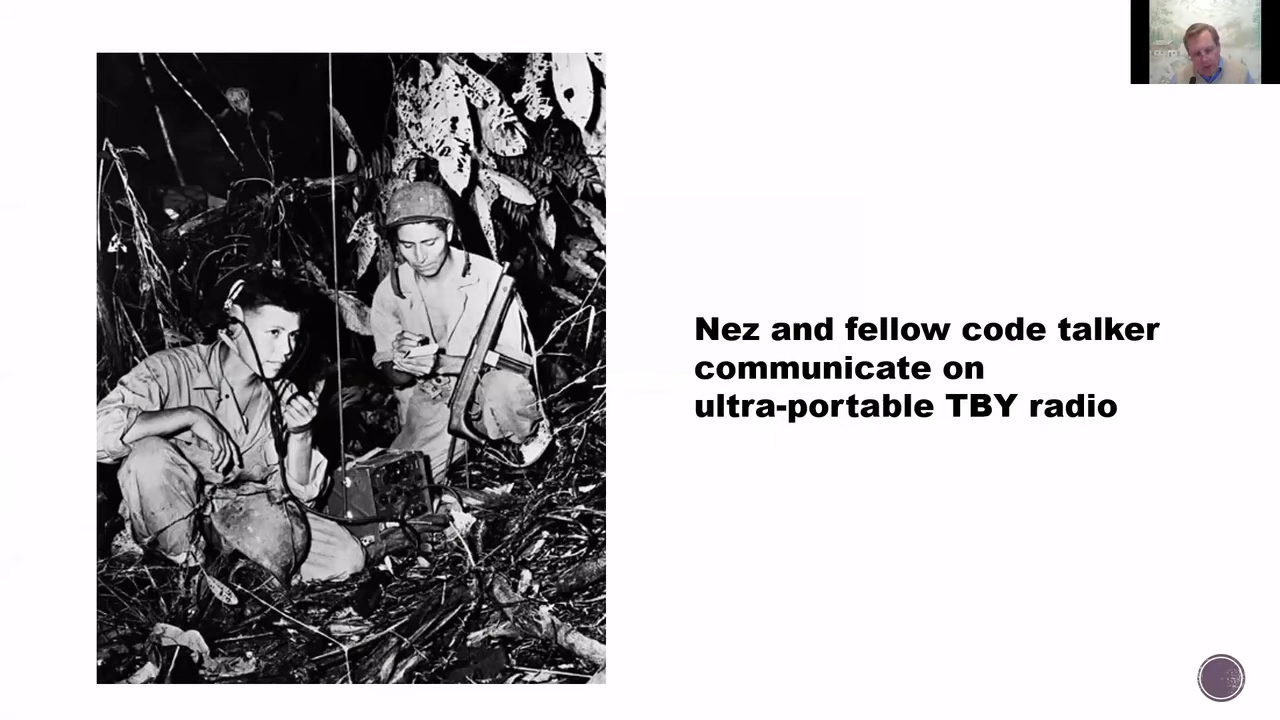 Nez and fellow code talker
communicate on
ultra-portable TBY radio